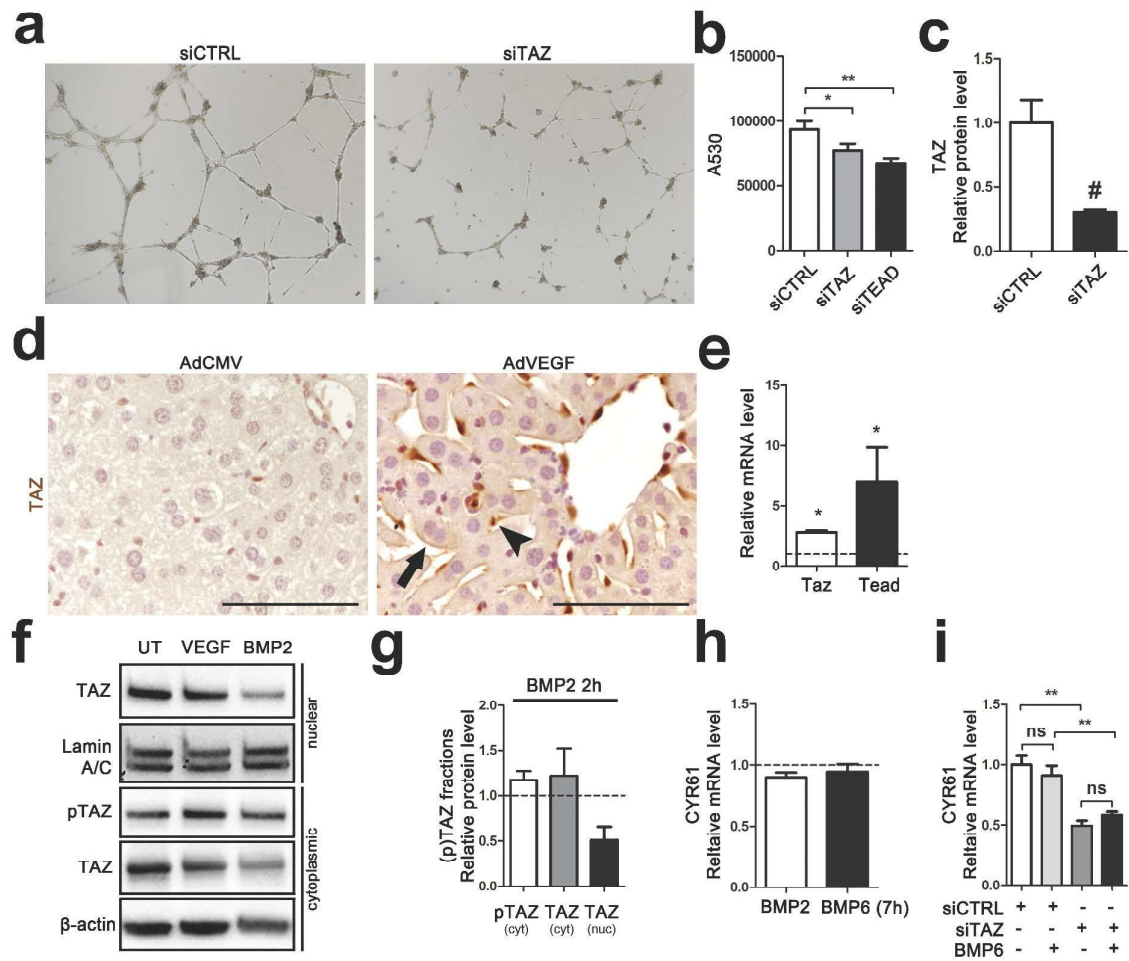 a
siCTRL
siTAZ
b
150000
100000
50000
0
A530
**
*
siCTRL
siTAZ
siTEAD
c
1.5
1.0
0.5
0.0
TAZ
Relative protein level
#
siCTRL
siTAZ
d
AdCMV
AdVEGF
TAZ
e
15
10
5
0
Relative mRNA level
*
*
Taz
Tead
f
UT VEGF BMP2
TAZ
Lamin
A/C
pTAZ
TAZ
β-actin
nuclear
cytoplasmic
g
BMP2 2h
2.0
1.5
1.0
0.5
0.0
(p)TAZ fractions
Relative protein level
pTAZ TAZ TAZ
(cyt) (cyt) (nuc)
h
1.5
1.0
0.5
0.0
CYR61
Relative mRNA level
BMP2 BMP6 (7h)
i
1.5
1.0
0.5
0.0
CYR61
Reltaive mRNA level
**
**
ns
ns
siCTRL + + - -
siTAZ - - + +
BMP6 - + - +